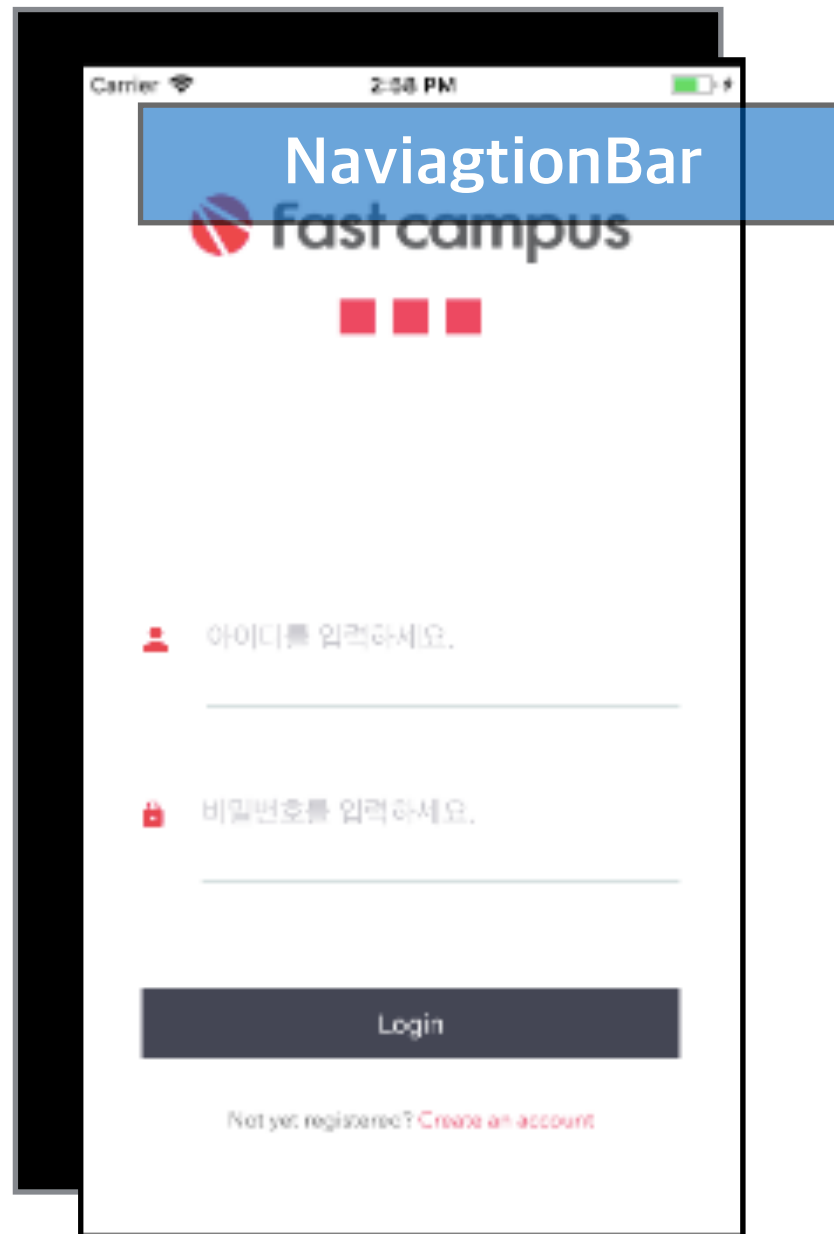 Carrier
2:58 PM
NaviagtionBar
Fast campus
아이디를 입력하세요.
비밀번호를 입력하세요.
Login
Not yet registered? Create an account